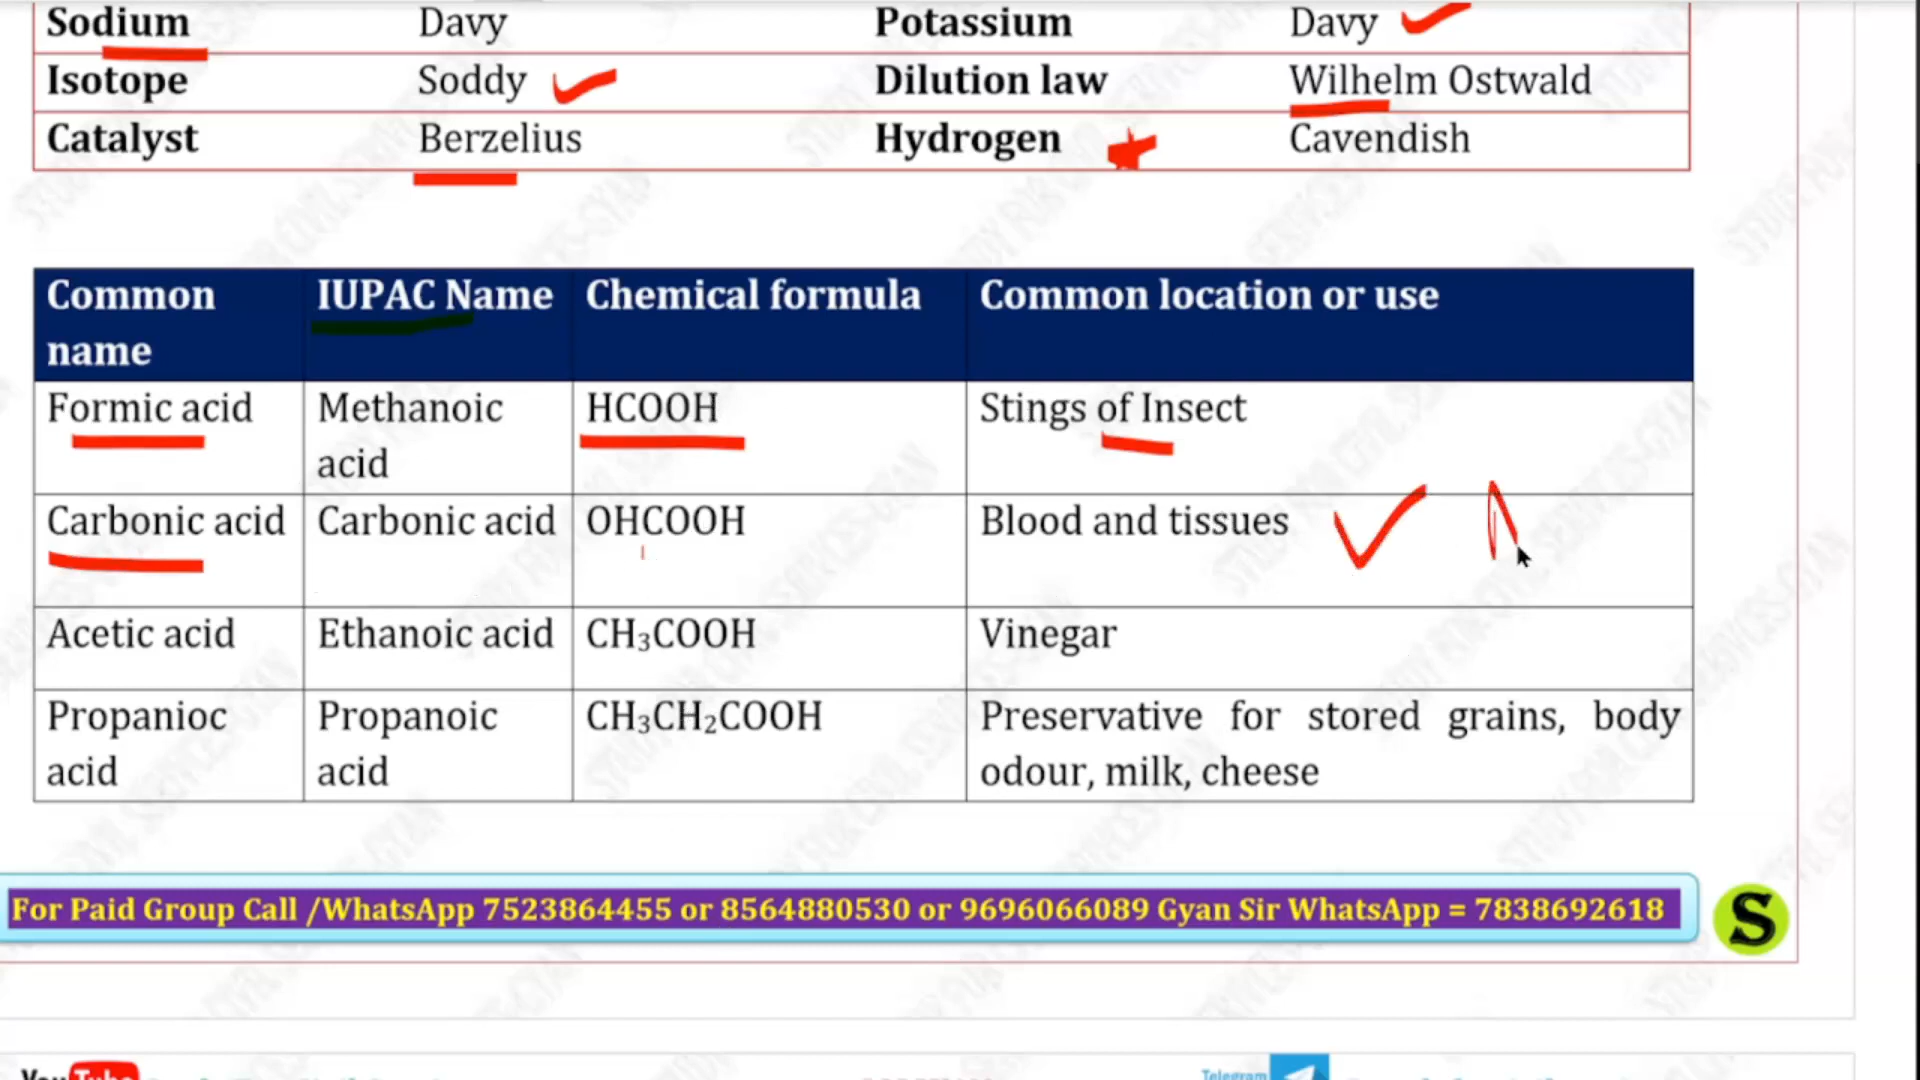 Sodium Davy Potassium Davy
Isotope Soddy Dilution law Wilhelm Ostwald
Catalyst Berzelius Hydrogen Cavendish
Common name IUPAC Name Chemical formula Common location or use
Formic acid Methanoic acid HCOOH Stings of Insect
Carbonic acid Carbonic acid OHCOOH Blood and tissues
Acetic acid Ethanoic acid CH₃COOH Vinegar
Propanioc acid Propanoic acid CH₃CH₂COOH Preservative for stored grains, body odour, milk, cheese
For Paid Group Call /WhatsApp 7523864455 or 8564880530 or 9696066089 Gyan Sir WhatsApp = 7838692618
S
YouTube
Telegram